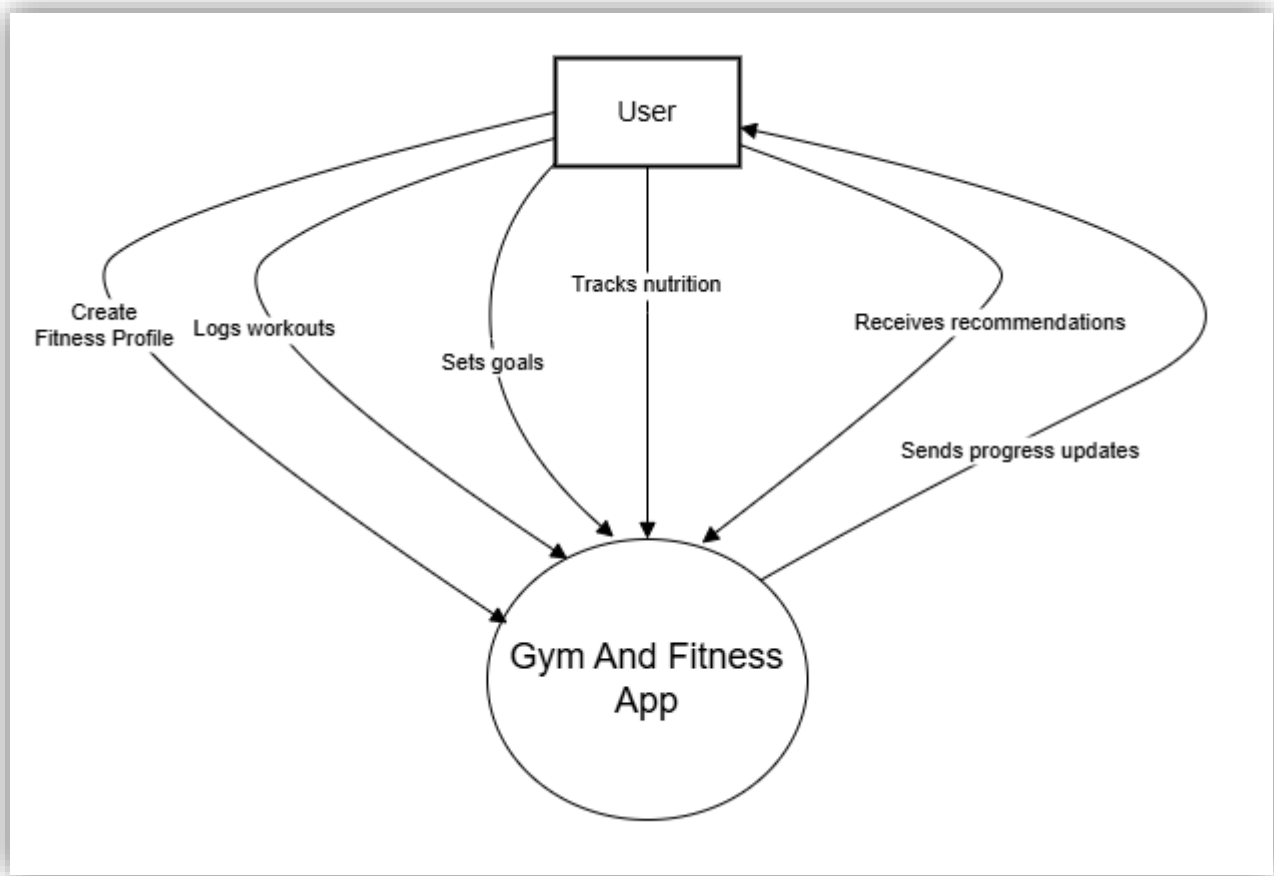 User
Tracks nutrition
Create
Fitness Profile
Logs workouts
Receives recommendations
Sets goals
Sends progress updates
Gym And Fitness
App